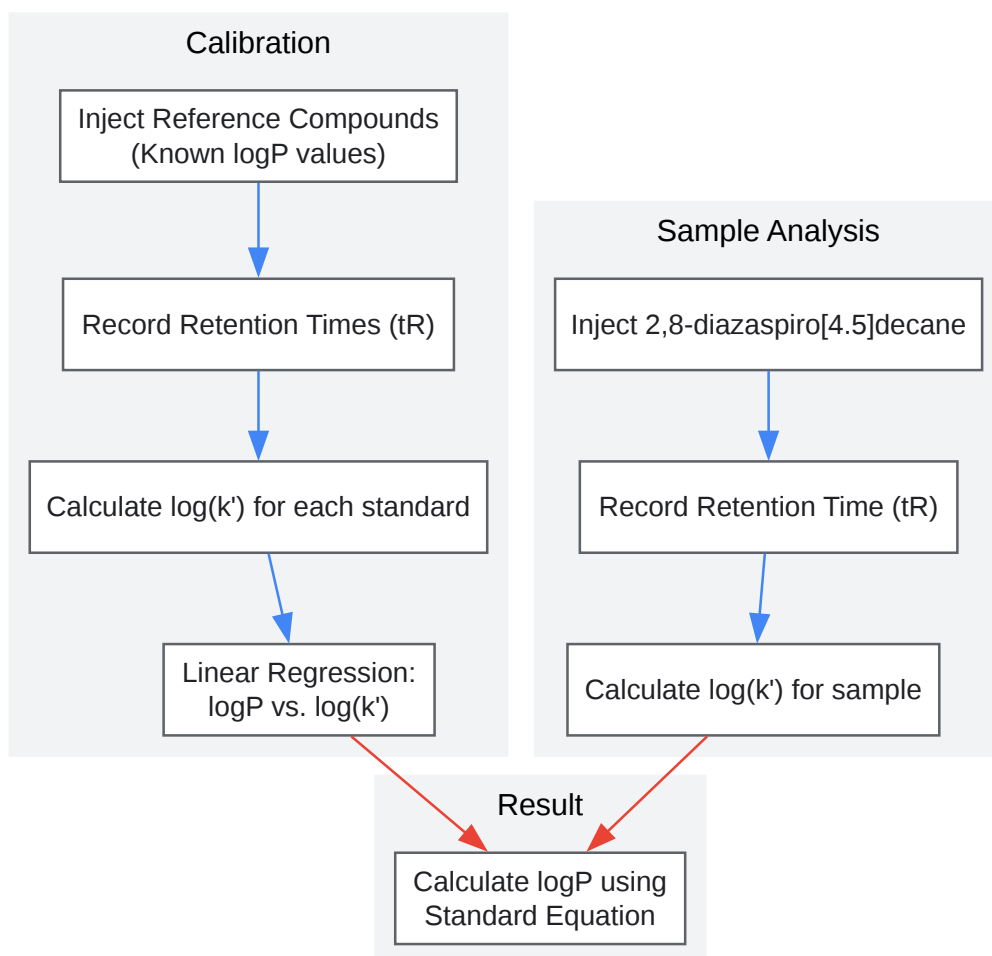 Calibration
Inject Reference Compounds
(Known logP values)
Record Retention Times (tR)
Calculate log(k') for each standard
Linear Regression:
logP vs. log(k')
Sample Analysis
Inject 2,8-diazaspiro[4.5]decane
Record Retention Time (tR)
Calculate log(k') for sample
Result
Calculate logP using
Standard Equation